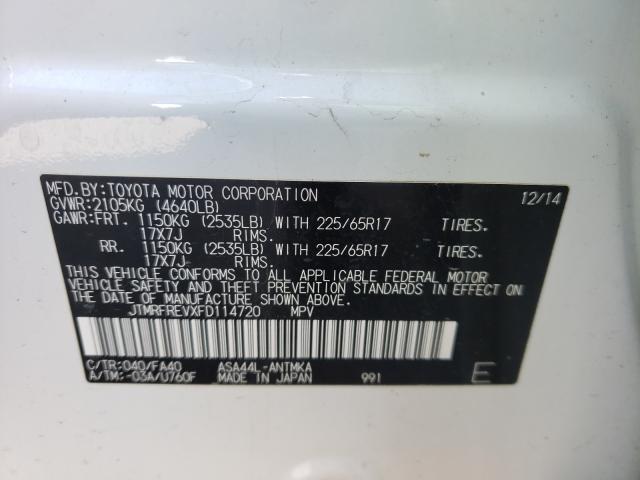 MFD.BY:TOYOTA MOTOR CORPORATION 12/14
GVWR:2105KG (4640LB)
GAWR:FRT. 1150KG (2535LB) WITH 225/65R17 TIRES.
17X7J RIMS.
RR. 1150KG (2535LB) WITH 225/65R17 TIRES.
17X7J RIMS.
THIS VEHICLE CONFORMS TO ALL APPLICABLE FEDERAL MOTOR
VEHICLE SAFETY AND BUMPER STANDARDS IN EFFECT ON
THE DATE OF MANUFACTURE SHOWN ABOVE.
JTMRFREVXFD114720 MPV
C/TR:040/FA40 ASA44L-ANTMKA
A/TM:-03A/U760F MADE IN JAPAN 991 E